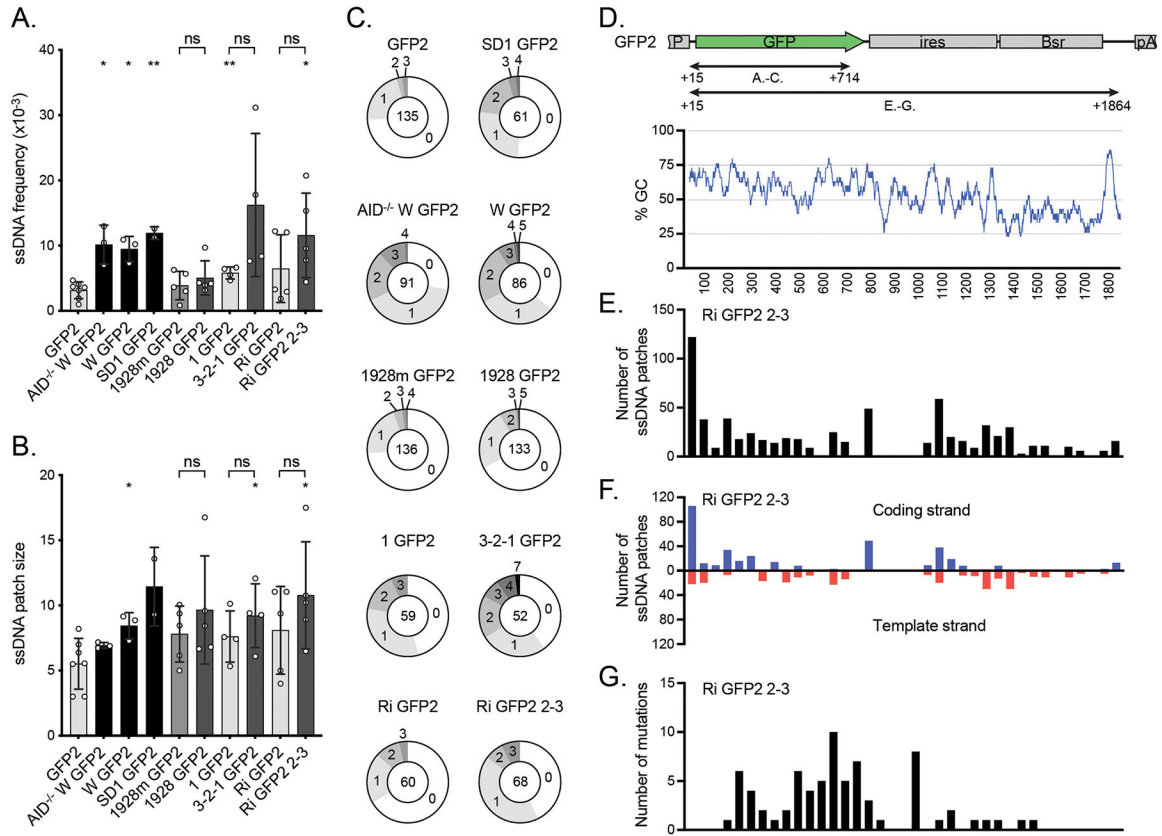 A.
ssDNA frequency (x10-3)
40
30
20
10
0
* * ** ns ** ns ns *
GFP2
AID-/- W GFP2
W GFP2
SD1 GFP2
1928m GFP2
1928 GFP2
1 GFP2
3-2-1 GFP2
Ri GFP2
Ri GFP2 2-3
B.
ssDNA patch size
20
15
10
5
0
* ns ns * ns *
GFP2
AID-/- W GFP2
W GFP2
SD1 GFP2
1928m GFP2
1928 GFP2
1 GFP2
3-2-1 GFP2
Ri GFP2
Ri GFP2 2-3
C.
GFP2
2 3
1
135
0
SD1 GFP2
3 4
2
61
0
1
AID-/- W GFP2
4
3
0
2
91
1
W GFP2
4 5
3
0
2
86
1
1928m GFP2
2 3 4
1
136
0
1928 GFP2
3 5
2
1
133
0
1 GFP2
3
2
59
0
1
3-2-1 GFP2
7
4
3
0
2
52
1
Ri GFP2
3
2
1
60
0
Ri GFP2 2-3
3
2
0
68
1
D.
GFP2
P GFP ires Bsr pA
+15 A.-C. +714
+15 E.-G. +1864
% GC
100
75
50
25
0
100 200 300 400 500 600 700 800 900 1000 1100 1200 1300 1400 1500 1600 1700 1800
E.
Ri GFP2 2-3
Number of
ssDNA patches
150
100
50
0
F.
Ri GFP2 2-3
Coding strand
Number of
ssDNA patches
120
80
40
0
40
80
120
Template strand
G.
Ri GFP2 2-3
Number of mutations
15
10
5
0